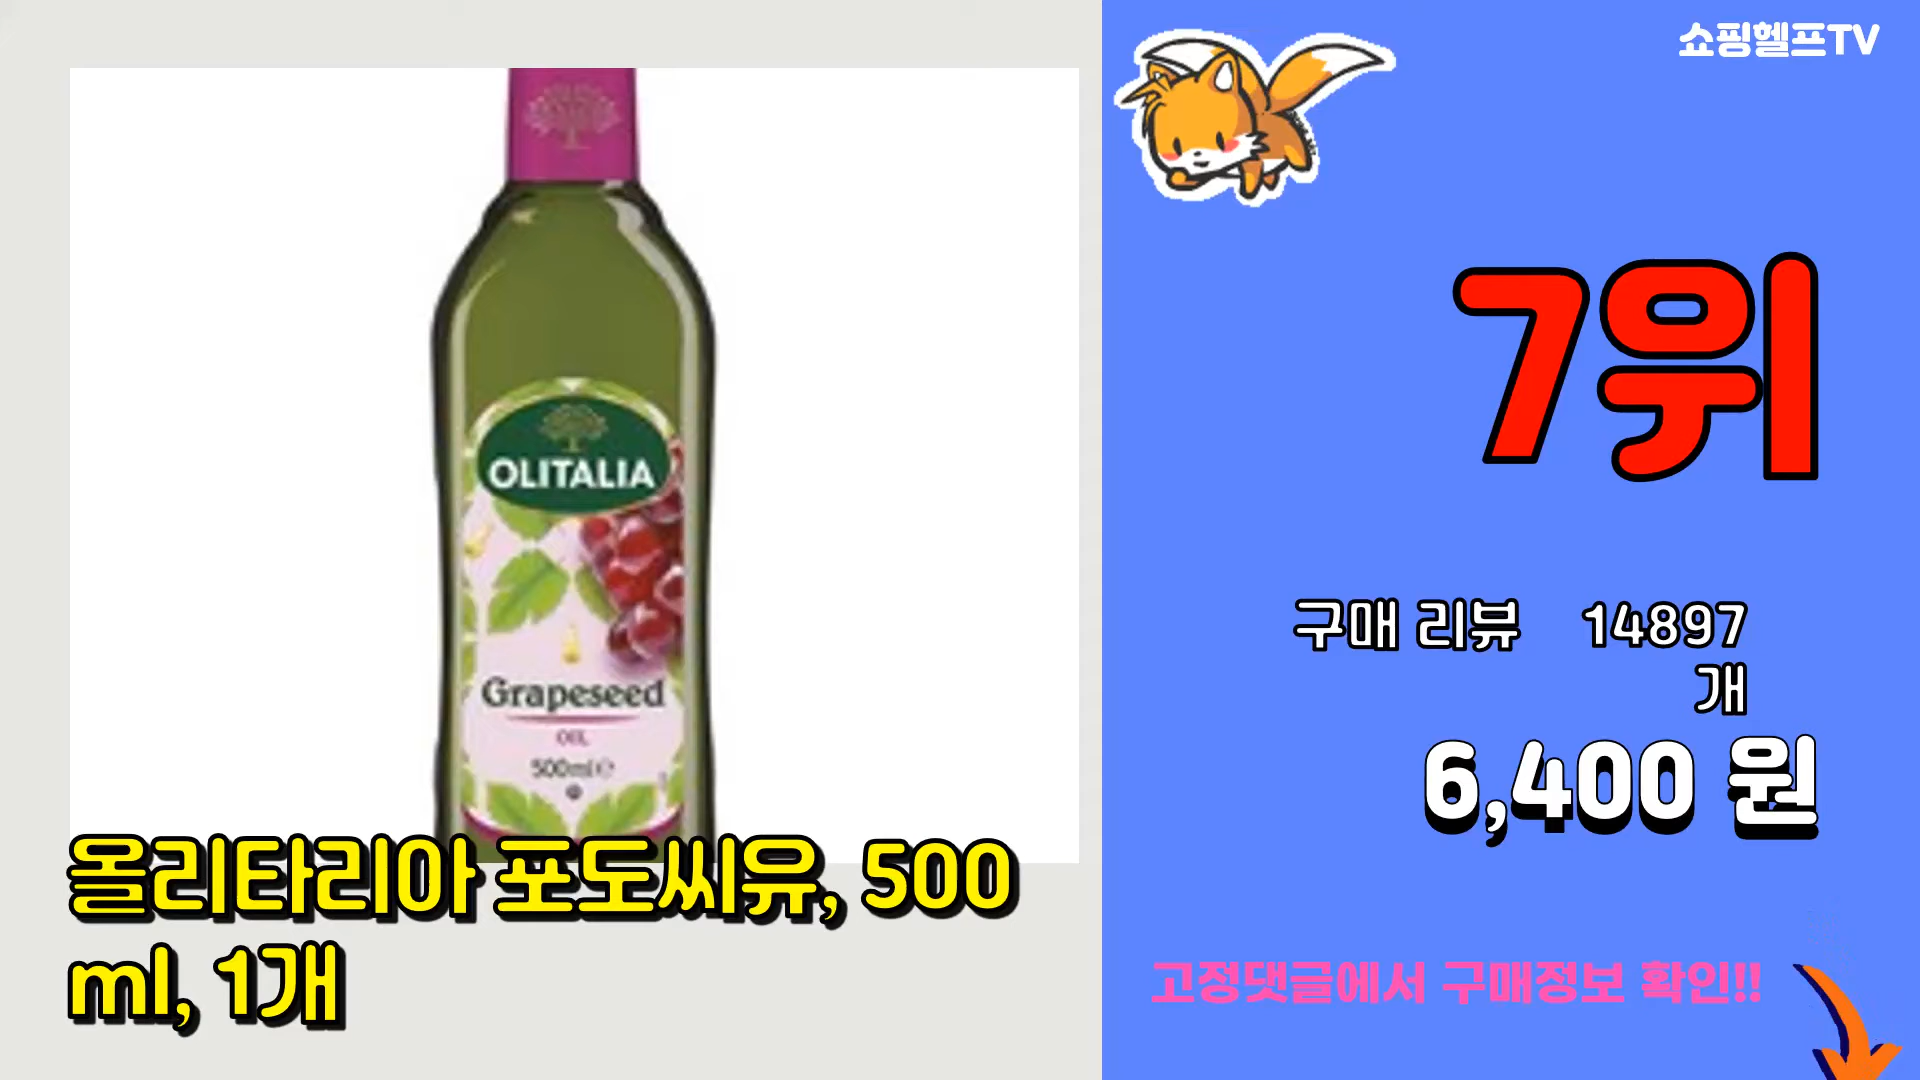 쇼핑헬프TV
7위
구매 리뷰 14897
개
6,400 원
고정댓글에서 구매정보 확인!!
OLITALIA
Grapeseed
OIL
500ml℮
올리타리아 포도씨유, 500
ml, 1개